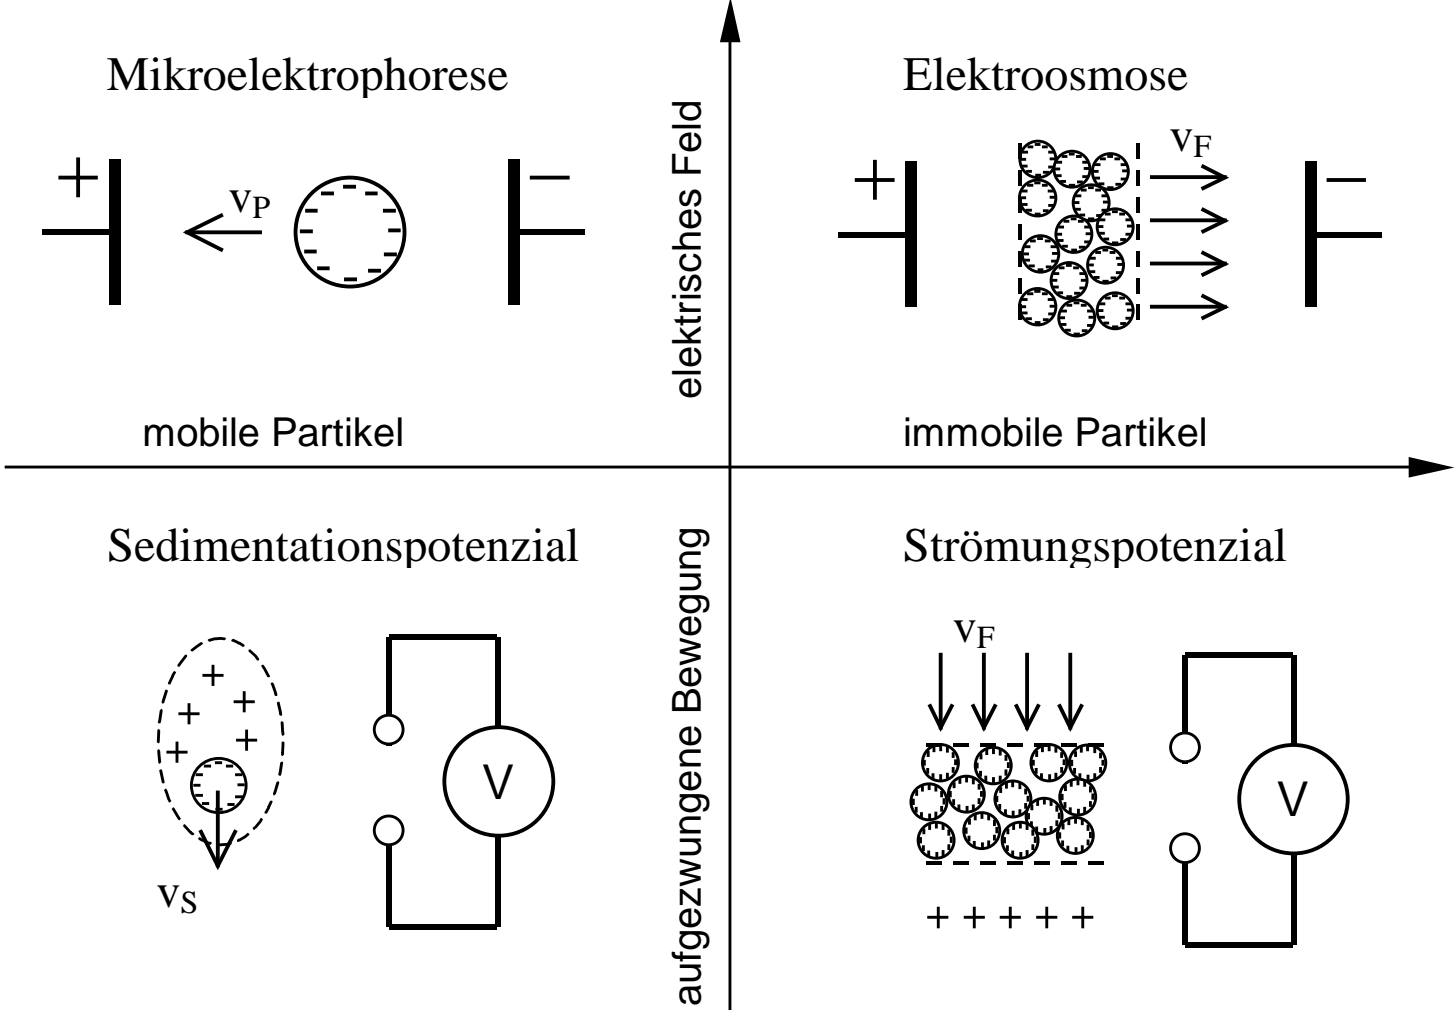 Mikroelektrophorese
+
vP
−
mobile Partikel
elektrisches Feld
Elektroosmose
+
vF
−
immobile Partikel
Sedimentationspotenzial
+
+ +
+ +
vS
V
aufgezwungene Bewegung
Strömungspotenzial
vF
+ + + + +
V